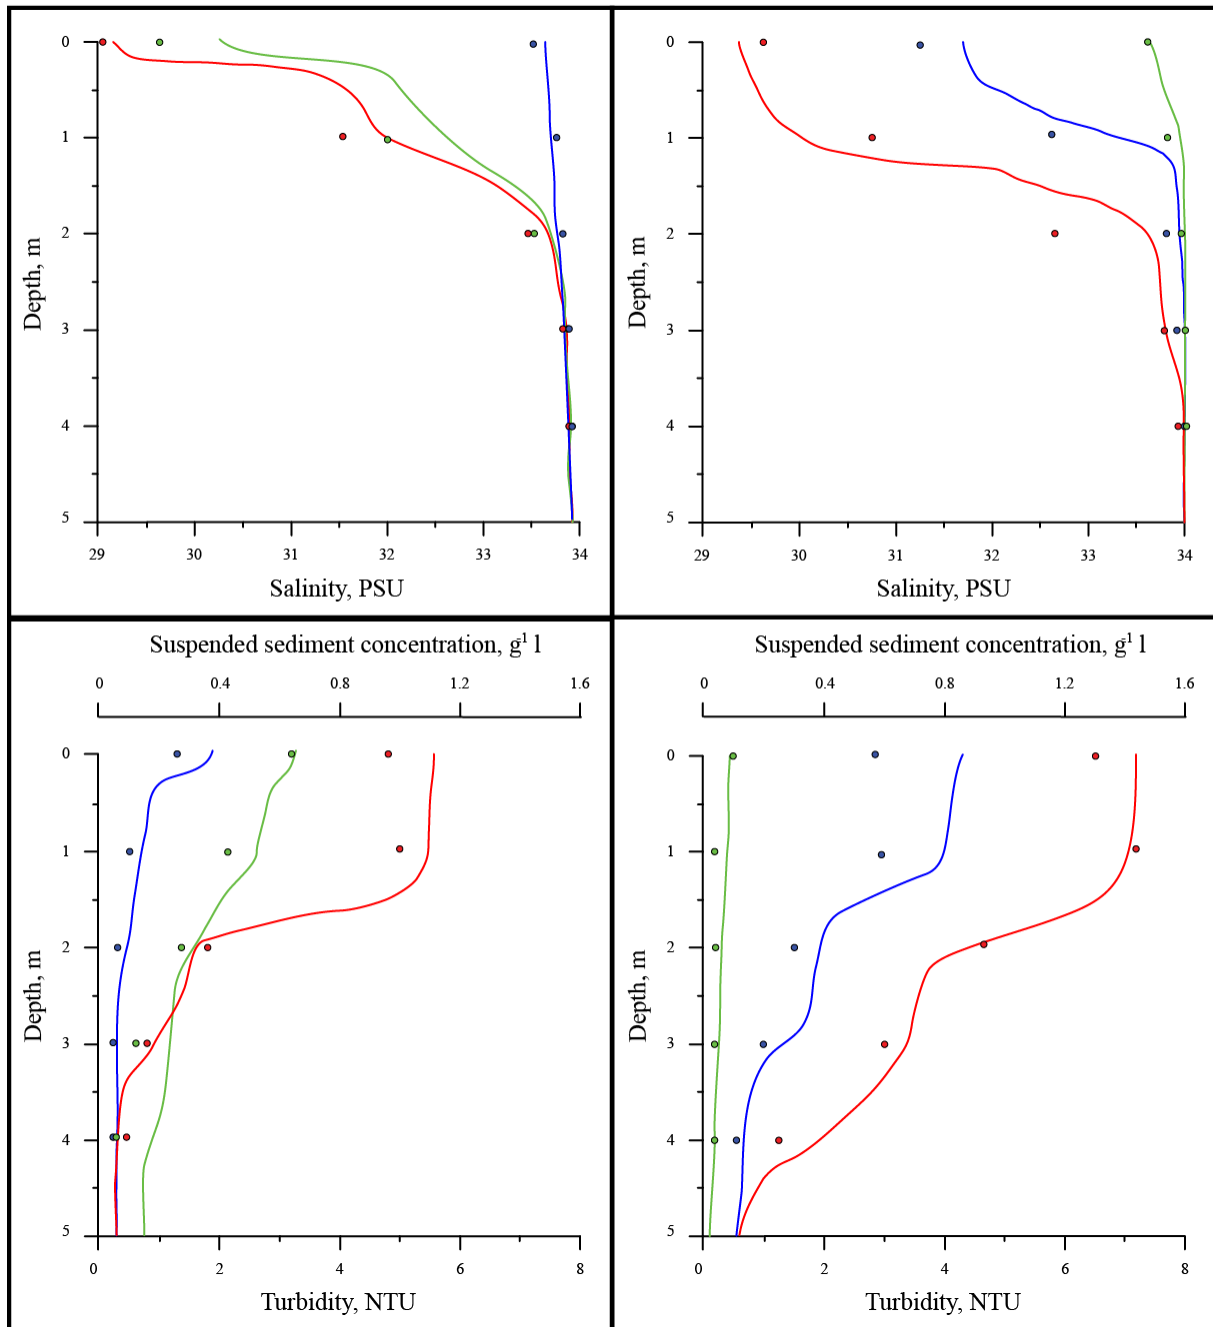 0
1
2
3
4
5
Depth, m
29 30 31 32 33 34
Salinity, PSU
0
1
2
3
4
5
Depth, m
29 30 31 32 33 34
Salinity, PSU
Suspended sediment concentration, g¯¹ l
0 0.4 0.8 1.2 1.6
0
1
2
3
4
5
Depth, m
0 2 4 6 8
Turbidity, NTU
Suspended sediment concentration, g¯¹ l
0 0.4 0.8 1.2 1.6
0
1
2
3
4
5
Depth, m
0 2 4 6 8
Turbidity, NTU